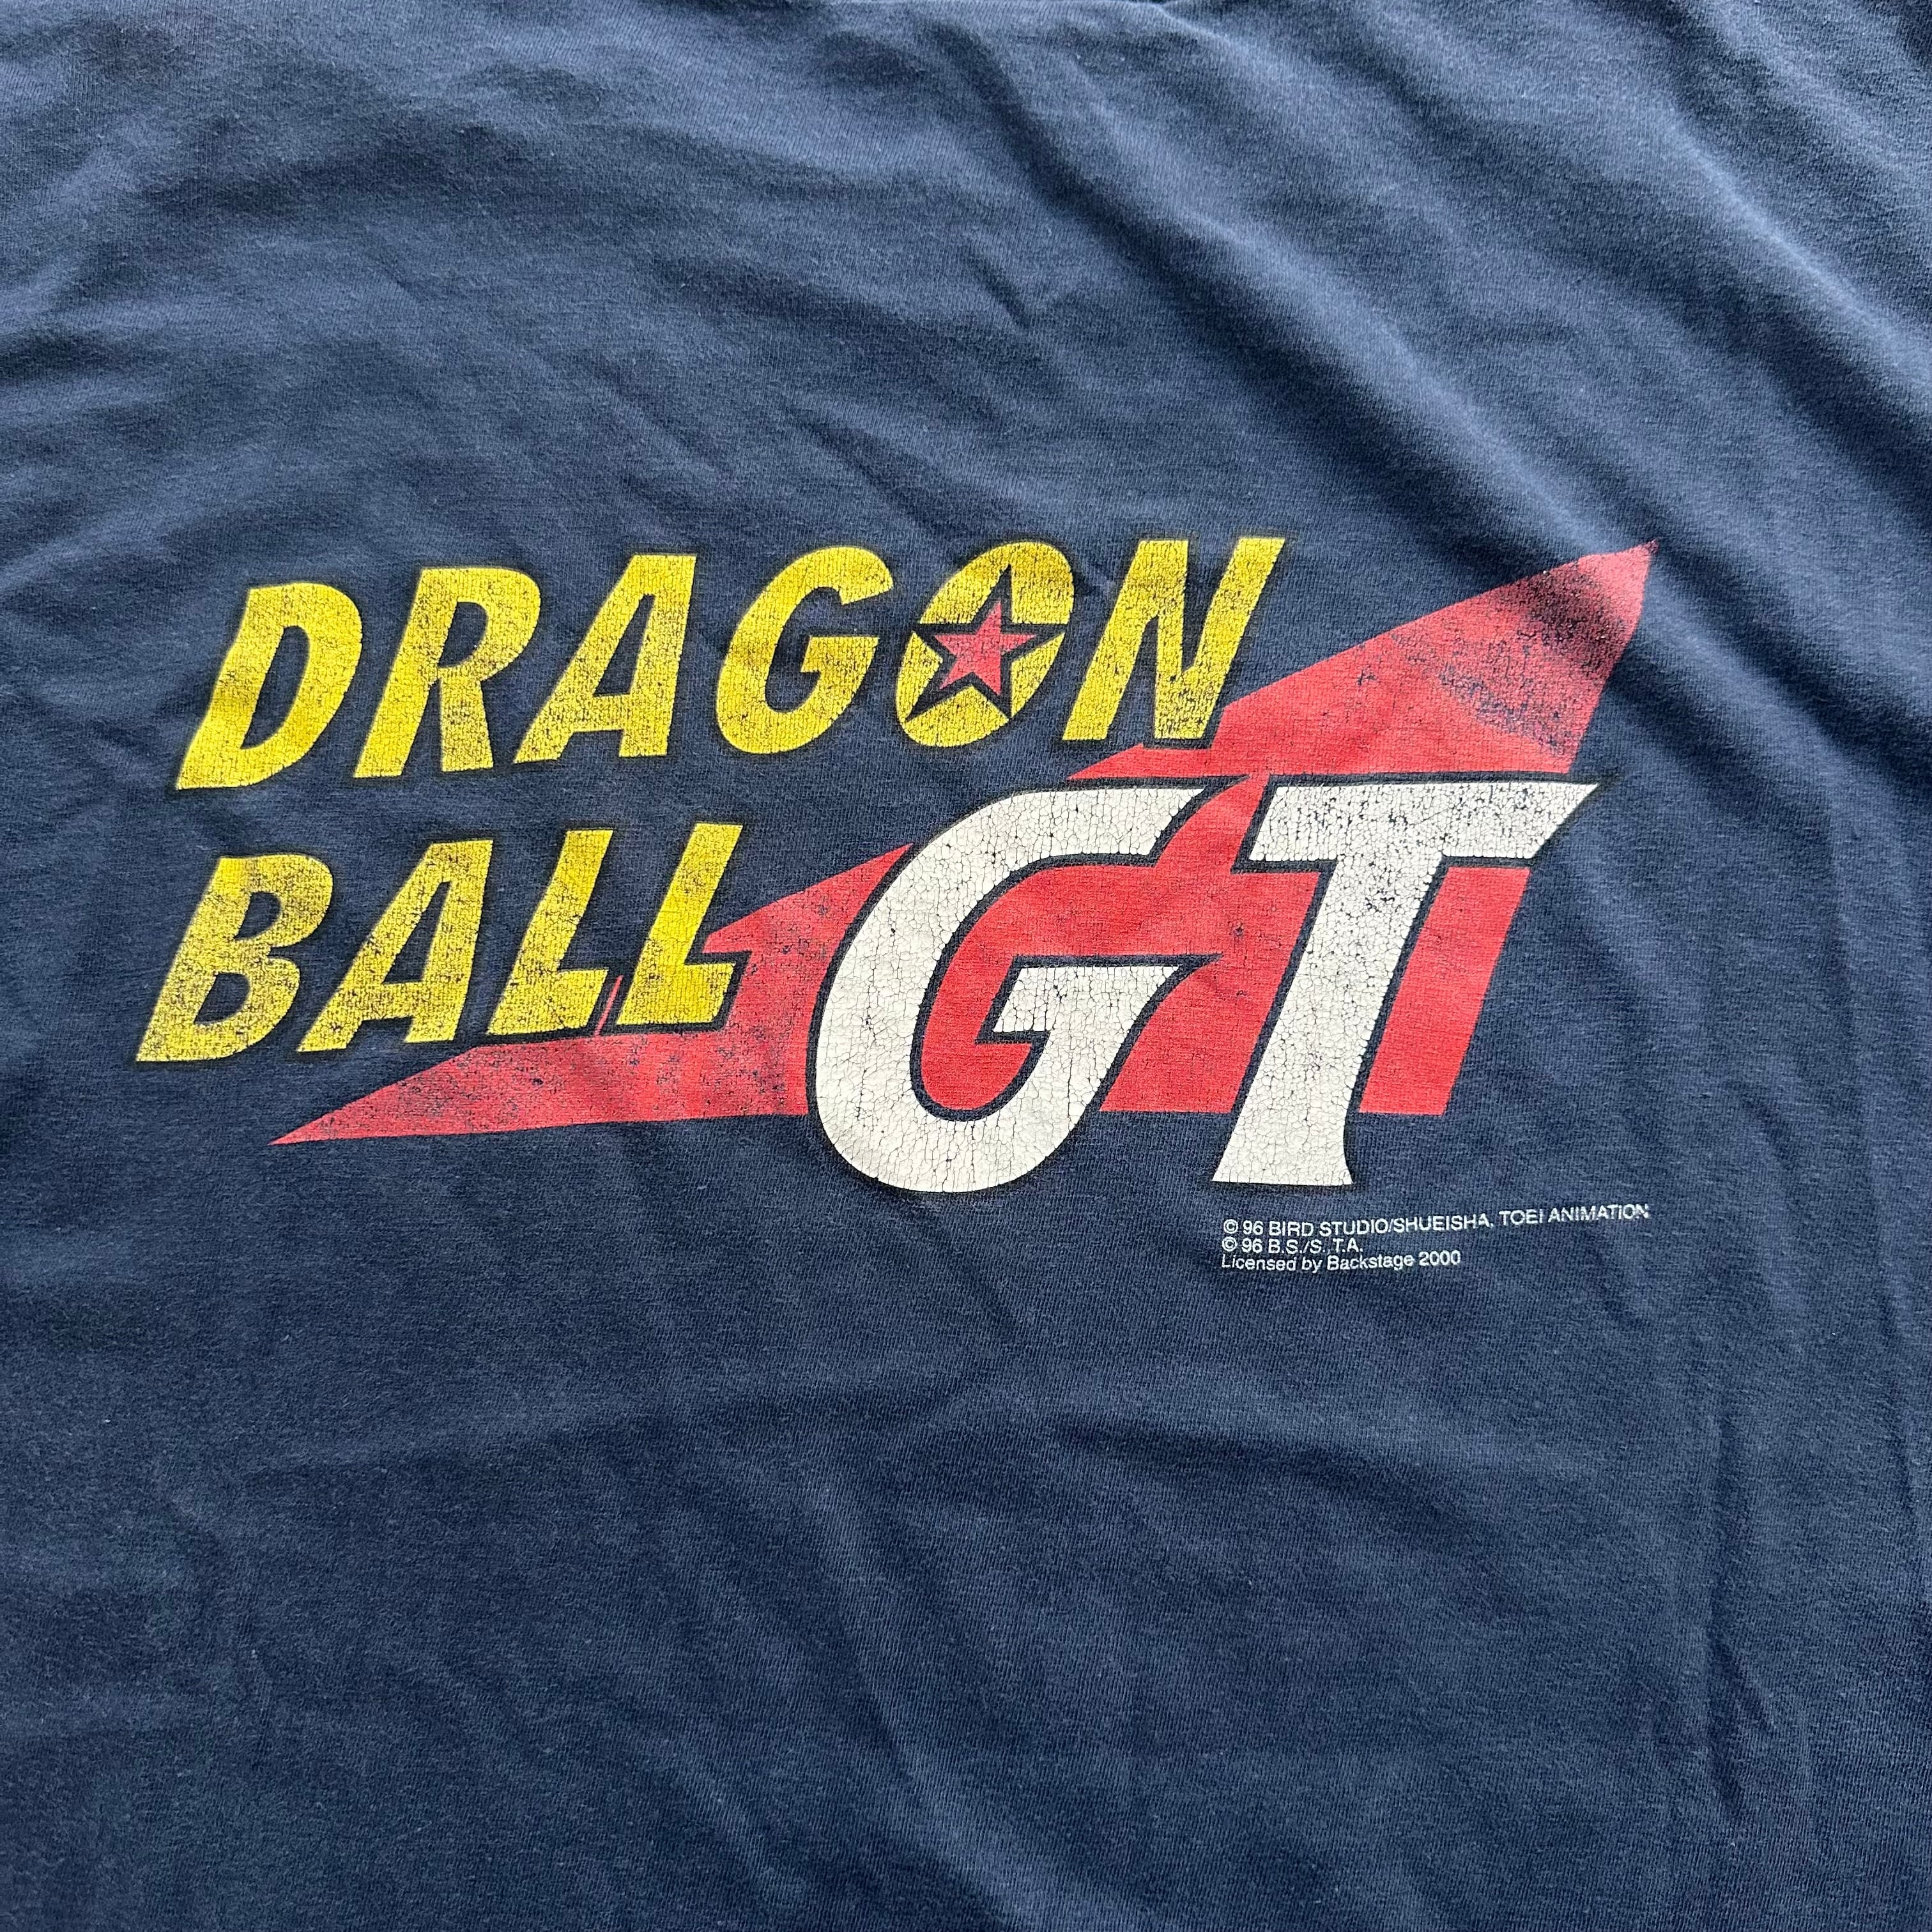 DRAGON
BALL GT
© 96 BIRD STUDIO/SHUEISHA, TOEI ANIMATION
© 96 B.S./S.,T.A.
Licensed by Backstage 2000